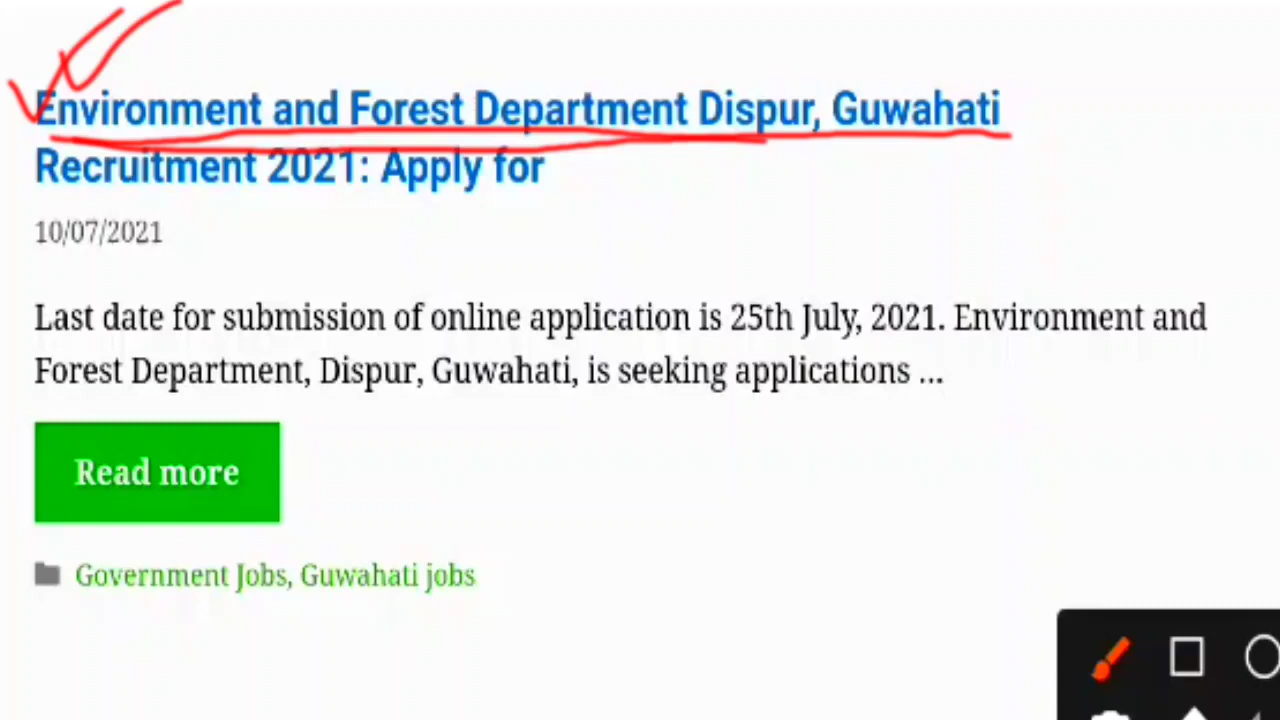 Environment and Forest Department Dispur, Guwahati
Recruitment 2021: Apply for
10/07/2021
Last date for submission of online application is 25th July, 2021. Environment and
Forest Department, Dispur, Guwahati, is seeking applications ...
Read more
Government Jobs, Guwahati jobs